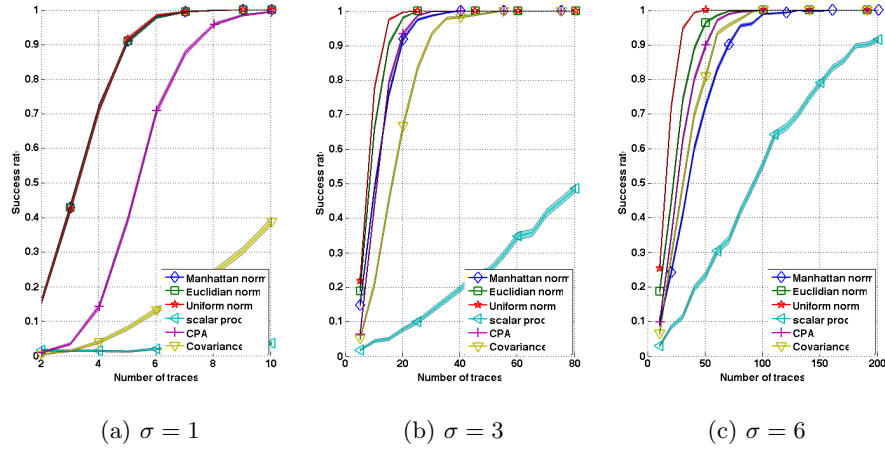 1
0.9
0.8
0.7
0.6
0.5
0.4
0.3
0.2
0.1
0
Success rate
2 4 6 8 10
Number of traces
Manhattan norm
Euclidian norm
Uniform norm
scalar prod
CPA
Covariance
(a) σ = 1
1
0.9
0.8
0.7
0.6
0.5
0.4
0.3
0.2
0.1
0
Success rate
0 20 40 60 80
Number of traces
Manhattan norm
Euclidian norm
Uniform norm
scalar prod
CPA
Covariance
(b) σ = 3
1
0.9
0.8
0.7
0.6
0.5
0.4
0.3
0.2
0.1
0
Success rate
0 50 100 150 200
Number of traces
Manhattan norm
Euclidian norm
Uniform norm
scalar prod
CPA
Covariance
(c) σ = 6